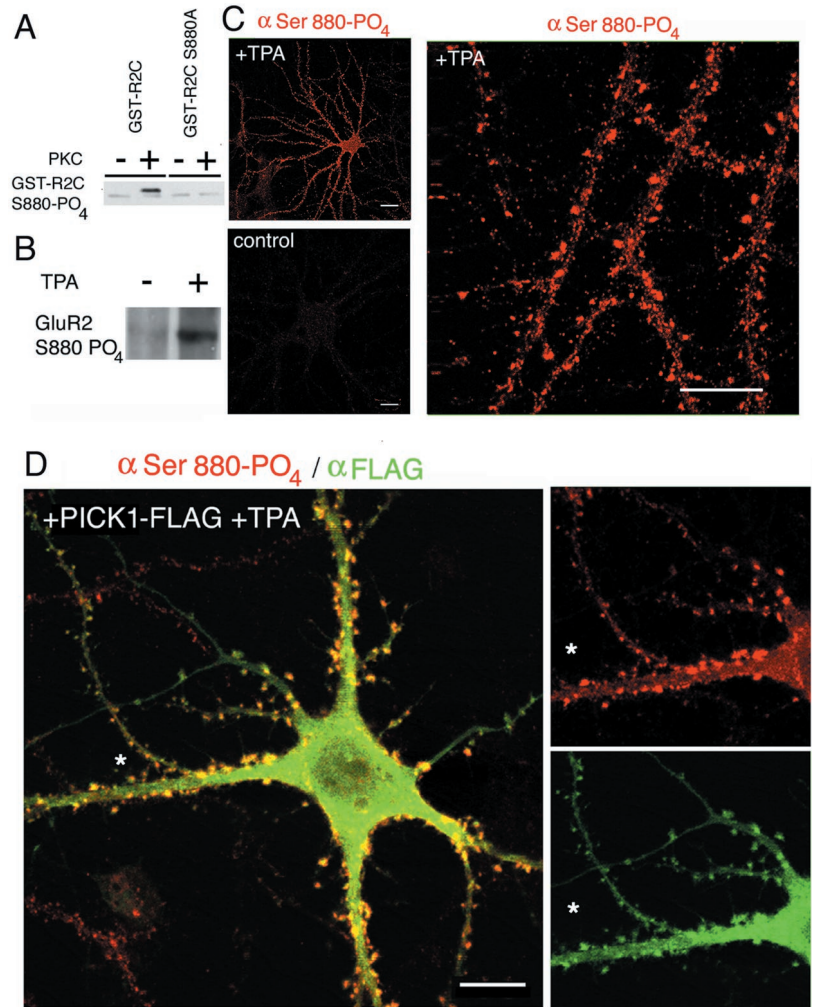 A
GST-R2C
GST-R2C S880A
PKC - + - +
GST-R2C
S880-PO4
B
TPA - +
GluR2
S880 PO4
C
α Ser 880-PO4
+TPA
control
α Ser 880-PO4
+TPA
D
α Ser 880-PO4 / α FLAG
+PICK1-FLAG +TPA
*
*
*